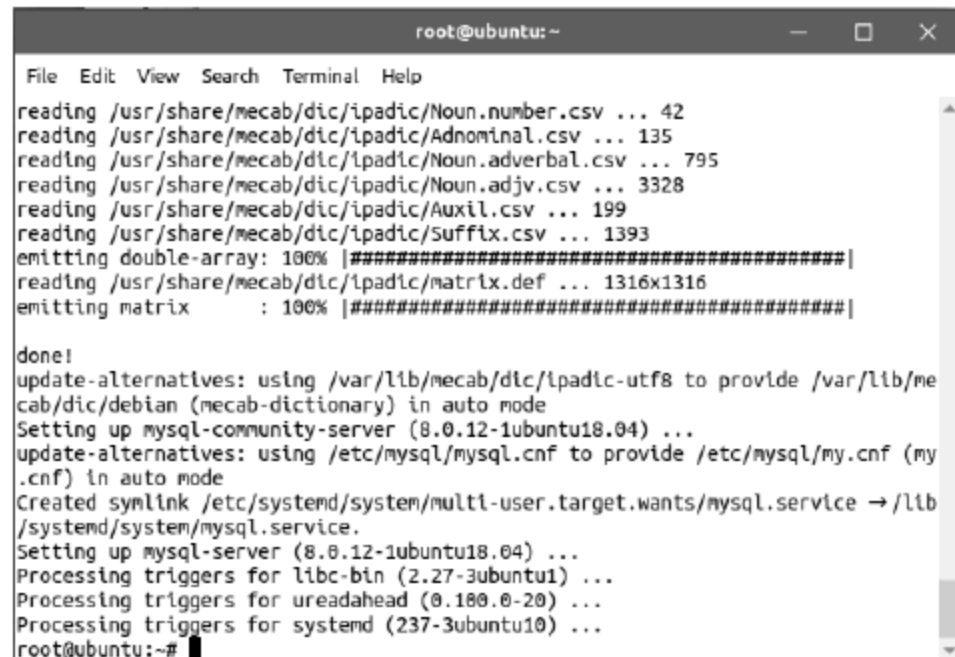 root@ubuntu: ~
File Edit View Search Terminal Help
reading /usr/share/mecab/dic/ipadic/Noun.number.csv ... 42
reading /usr/share/mecab/dic/ipadic/Adnominal.csv ... 135
reading /usr/share/mecab/dic/ipadic/Noun.adverbal.csv ... 795
reading /usr/share/mecab/dic/ipadic/Noun.adjv.csv ... 3328
reading /usr/share/mecab/dic/ipadic/Auxil.csv ... 199
reading /usr/share/mecab/dic/ipadic/Suffix.csv ... 1393
emitting double-array: 100% |###########################################|
reading /usr/share/mecab/dic/ipadic/matrix.def ... 1316x1316
emitting matrix      : 100% |###########################################|
done!
update-alternatives: using /var/lib/mecab/dic/ipadic-utf8 to provide /var/lib/me
cab/dic/debian (mecab-dictionary) in auto mode
Setting up mysql-community-server (8.0.12-1ubuntu18.04) ...
update-alternatives: using /etc/mysql/mysql.cnf to provide /etc/mysql/my.cnf (my
.cnf) in auto mode
Created symlink /etc/systemd/system/multi-user.target.wants/mysql.service → /lib
/systemd/system/mysql.service.
Setting up mysql-server (8.0.12-1ubuntu18.04) ...
Processing triggers for libc-bin (2.27-3ubuntu1) ...
Processing triggers for ureadahead (0.100.0-20) ...
Processing triggers for systemd (237-3ubuntu10) ...
root@ubuntu:~#